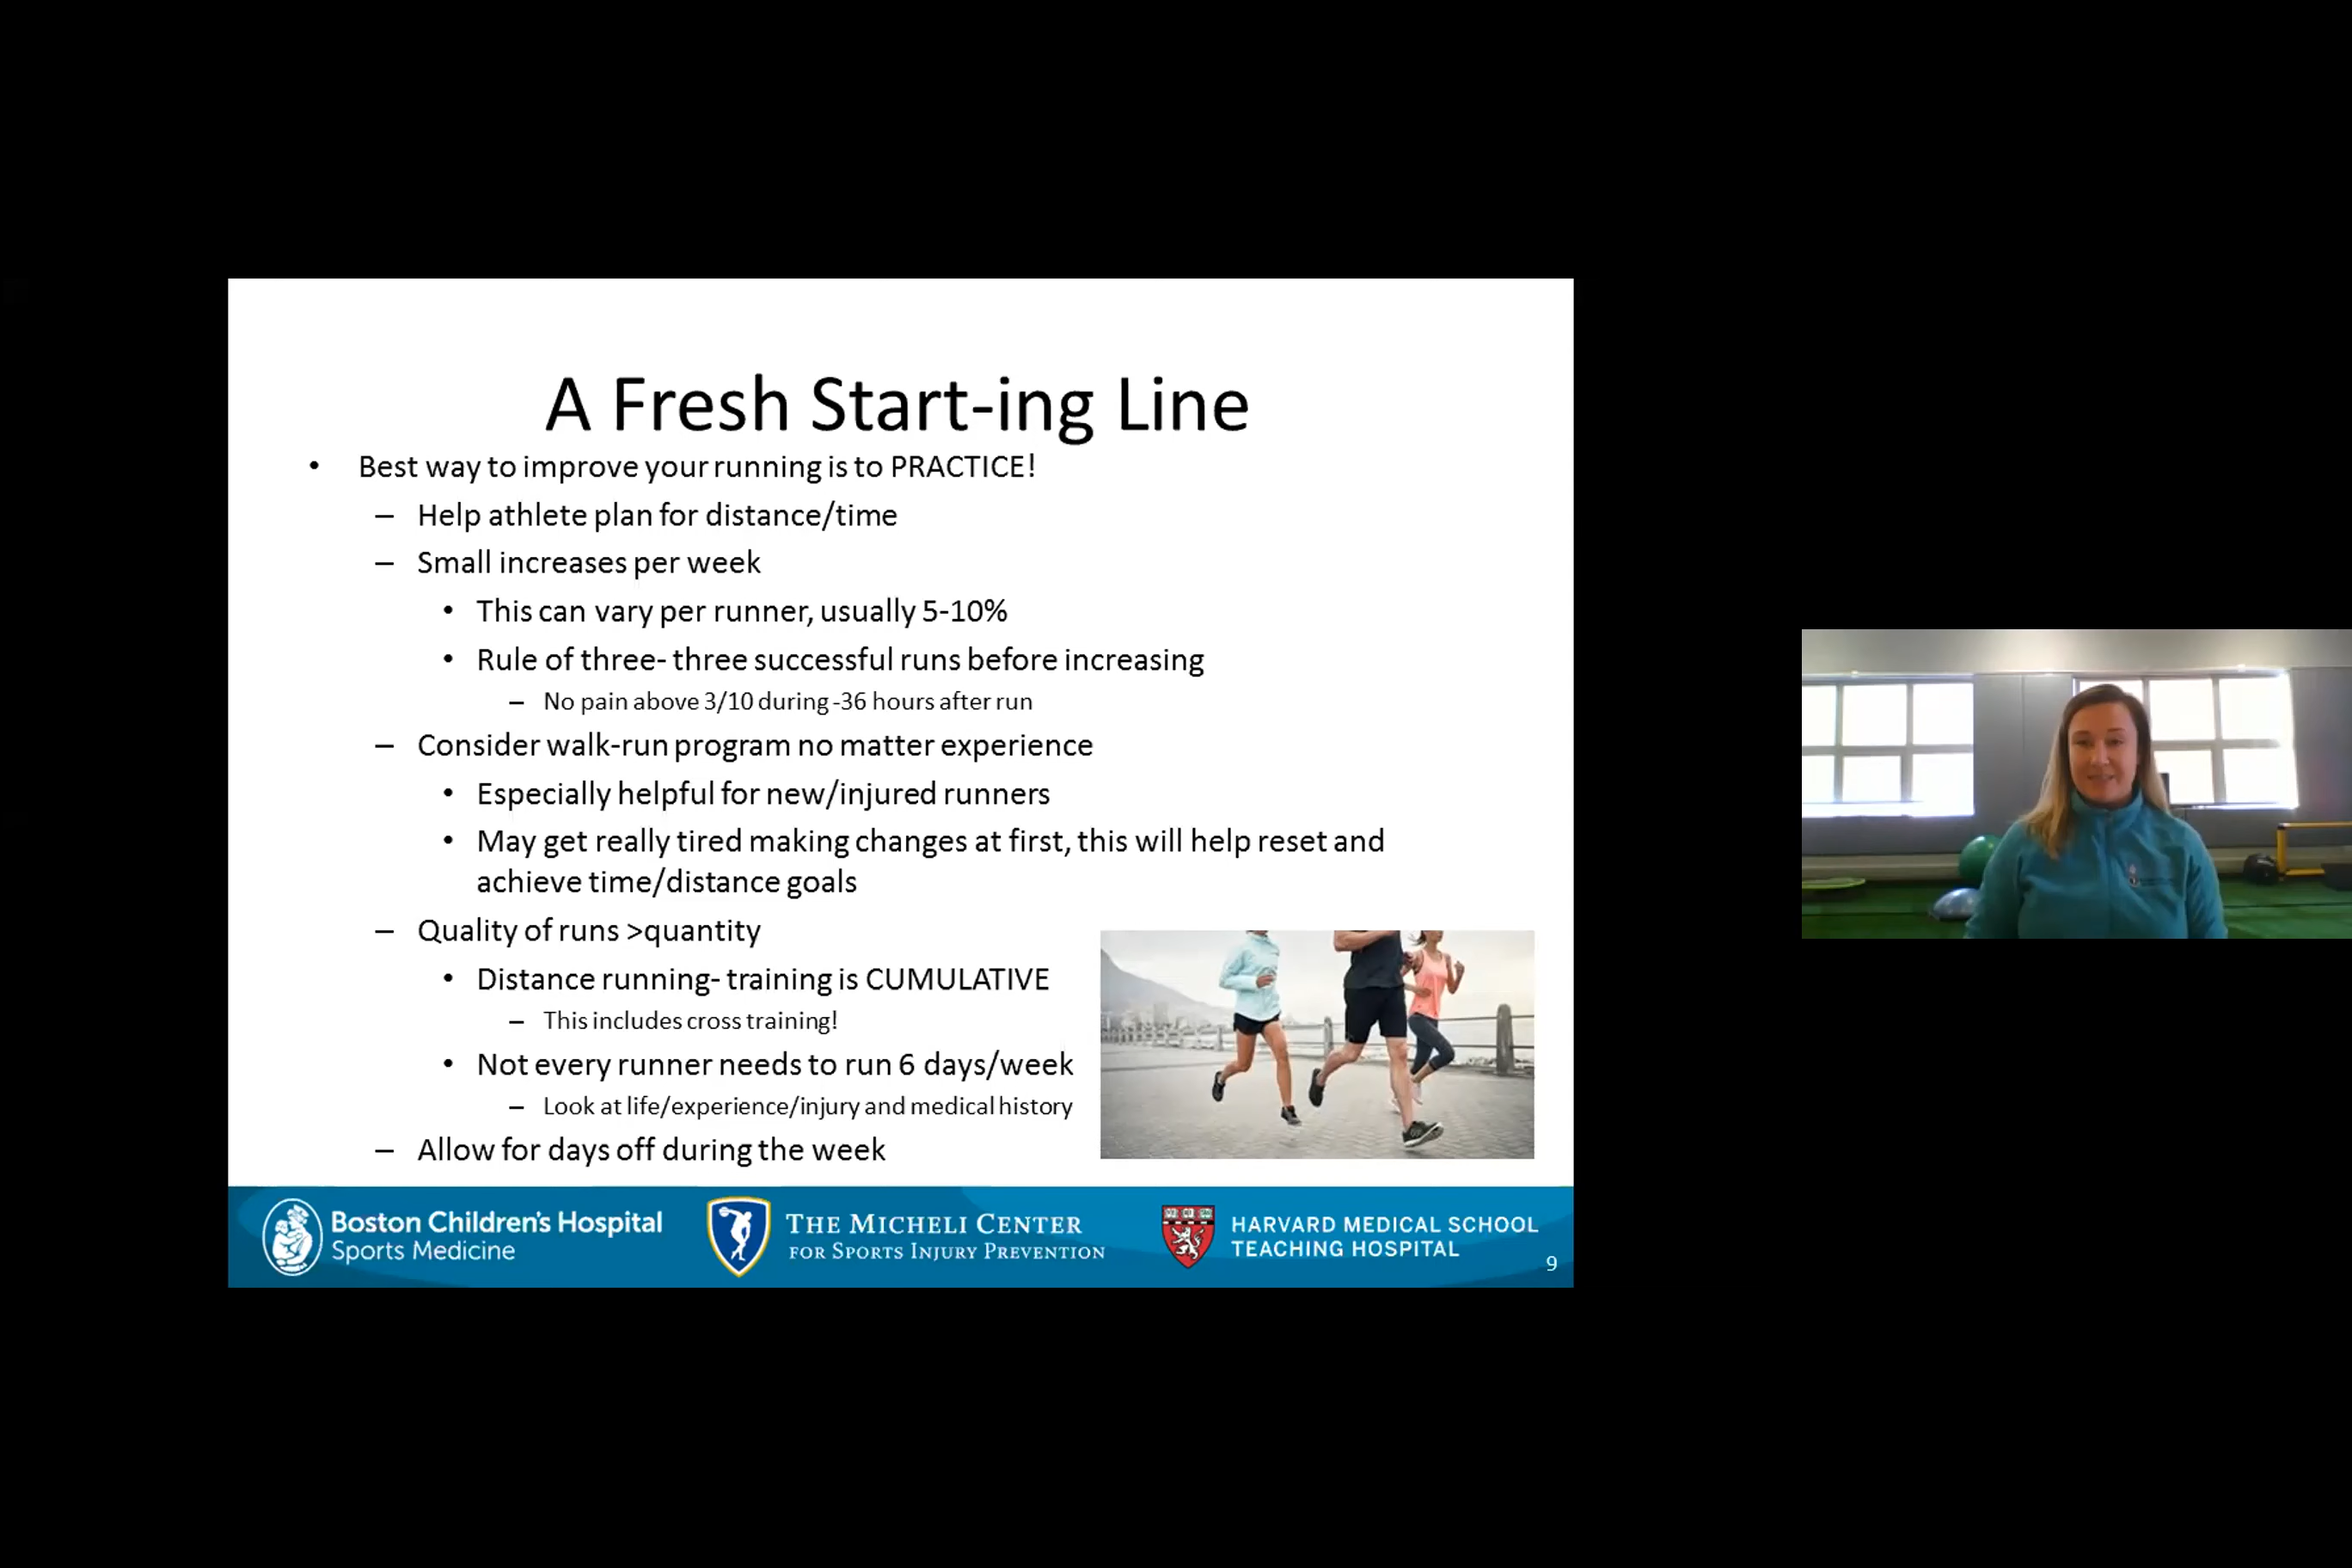 A Fresh Start-ing Line
• Best way to improve your running is to PRACTICE!
– Help athlete plan for distance/time
– Small increases per week
• This can vary per runner, usually 5-10%
• Rule of three- three successful runs before increasing
– No pain above 3/10 during -36 hours after run
– Consider walk-run program no matter experience
• Especially helpful for new/injured runners
• May get really tired making changes at first, this will help reset and
achieve time/distance goals
– Quality of runs >quantity
• Distance running- training is CUMULATIVE
– This includes cross training!
• Not every runner needs to run 6 days/week
– Look at life/experience/injury and medical history
– Allow for days off during the week
Boston Children's Hospital
Sports Medicine
THE MICHELI CENTER
FOR SPORTS INJURY PREVENTION
HARVARD MEDICAL SCHOOL
TEACHING HOSPITAL
9